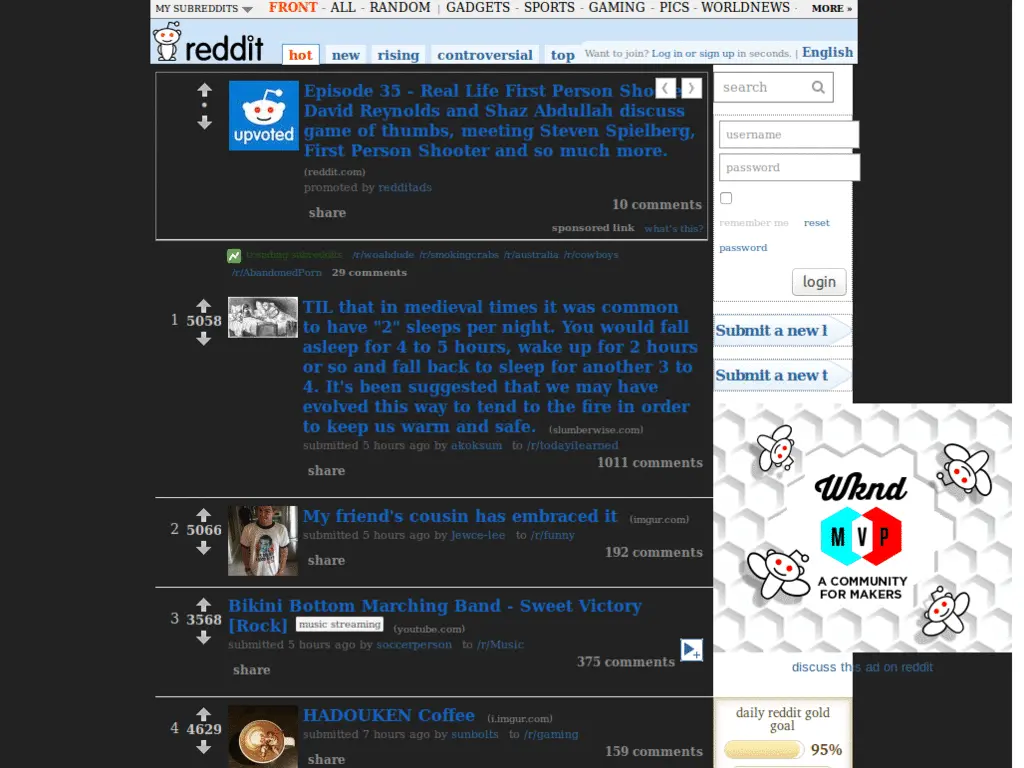 MY SUBREDDITS FRONT - ALL - RANDOM | GADGETS - SPORTS - GAMING - PICS - WORLDNEWS - MORE »
reddit hot new rising controversial top Want to join? Log in or sign up in seconds. | English
Episode 35 - Real Life First Person Sho
David Reynolds and Shaz Abdullah discuss
game of thumbs, meeting Steven Spielberg,
First Person Shooter and so much more.
(reddit.com)
promoted by redditads
10 comments
share
sponsored link what's this?
upvoted
search
username
password
remember me reset
password
login
trending subreddits /r/woahdude /r/smokingcrabs /r/australia /r/cowboys
/r/AbandonedPorn 29 comments
1 5058
TIL that in medieval times it was common
to have "2" sleeps per night. You would fall
asleep for 4 to 5 hours, wake up for 2 hours
or so and fall back to sleep for another 3 to
4. It's been suggested that we may have
evolved this way to tend to the fire in order
to keep us warm and safe. (slumberwise.com)
submitted 5 hours ago by akoksum to /r/todayilearned
1011 comments
share
Submit a new l
Submit a new t
2 5066
My friend's cousin has embraced it (imgur.com)
submitted 5 hours ago by Jewce-lee to /r/funny
192 comments
share
Wknd
MVP
A COMMUNITY
FOR MAKERS
3 3568
Bikini Bottom Marching Band - Sweet Victory
[Rock] music streaming (youtube.com)
submitted 5 hours ago by soccerpersonn to /r/Music
375 comments
share
discuss this ad on reddit
4 4629
HADOUKEN Coffee (i.imgur.com)
submitted 7 hours ago by sunbolts to /r/gaming
159 comments
share
daily reddit gold
goal
95%